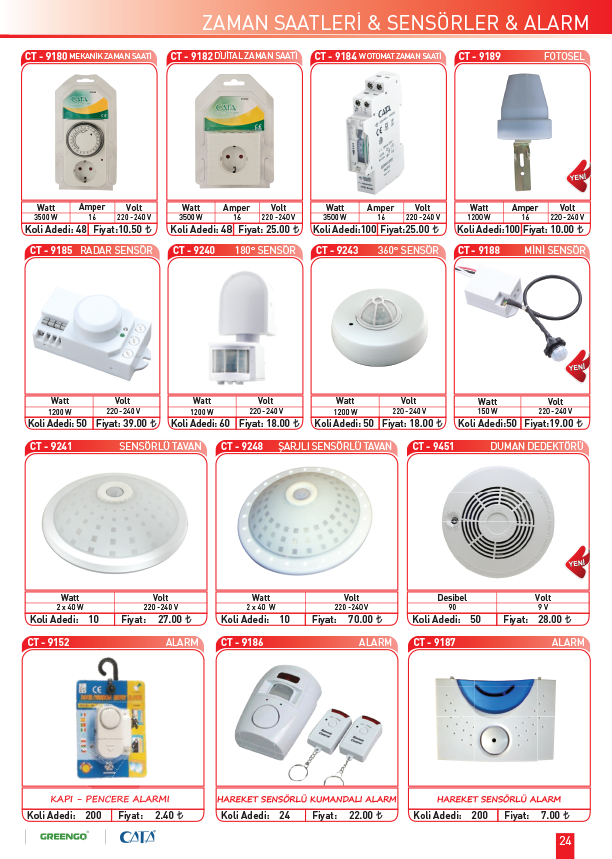 ZAMAN SAATLERİ & SENSÖRLER & ALARM
CT - 9180 MEKANİK ZAMAN SAATİ
Watt Amper Volt
3500 W 16 220 -240 V
Koli Adedi: 48 Fiyat:10.50 ₺
CT - 9182 DİJİTAL ZAMAN SAATİ
CATA
Watt Amper Volt
3500 W 16 220 -240 V
Koli Adedi: 48 Fiyat: 25.00 ₺
CT - 9184 W OTOMAT ZAMAN SAATİ
CATA
Watt Amper Volt
3500 W 16 220 -240 V
Koli Adedi:100 Fiyat:25.00 ₺
CT - 9189 FOTOSEL
YENİ
Watt Amper Volt
1200 W 16 220 -240 V
Koli Adedi:100 Fiyat: 10.00 ₺
CT - 9185 RADAR SENSÖR
Watt Volt
1200 W 220 -240 V
Koli Adedi: 50 Fiyat: 39.00 ₺
CT - 9240 180° SENSÖR
Watt Volt
1200 W 220 -240 V
Koli Adedi: 60 Fiyat: 18.00 ₺
CT - 9243 360° SENSÖR
Watt Volt
1200 W 220 -240 V
Koli Adedi: 50 Fiyat: 18.00 ₺
CT - 9188 MİNİ SENSÖR
YENİ
Watt Volt
150 W 220 -240 V
Koli Adedi:50 Fiyat:19.00 ₺
CT - 9241 SENSÖRLÜ TAVAN
Watt Volt
2 x 40 W 220 -240 V
Koli Adedi: 10 Fiyat: 27.00 ₺
CT - 9248 ŞARJLI SENSÖRLÜ TAVAN
Watt Volt
2 x 40 W 220 -240 V
Koli Adedi: 10 Fiyat: 70.00 ₺
CT - 9451 DUMAN DEDEKTÖRÜ
YENİ
Desibel Volt
90 9 V
Koli Adedi: 50 Fiyat: 28.00 ₺
CT - 9152 ALARM
KAPI - PENCERE ALARMI
Koli Adedi: 200 Fiyat: 2.40 ₺
CT - 9186 ALARM
HAREKET SENSÖRLÜ KUMANDALI ALARM
Koli Adedi: 24 Fiyat: 22.00 ₺
CT - 9187 ALARM
HAREKET SENSÖRLÜ ALARM
Koli Adedi: 200 Fiyat: 7.00 ₺
GREENGO CATA
24